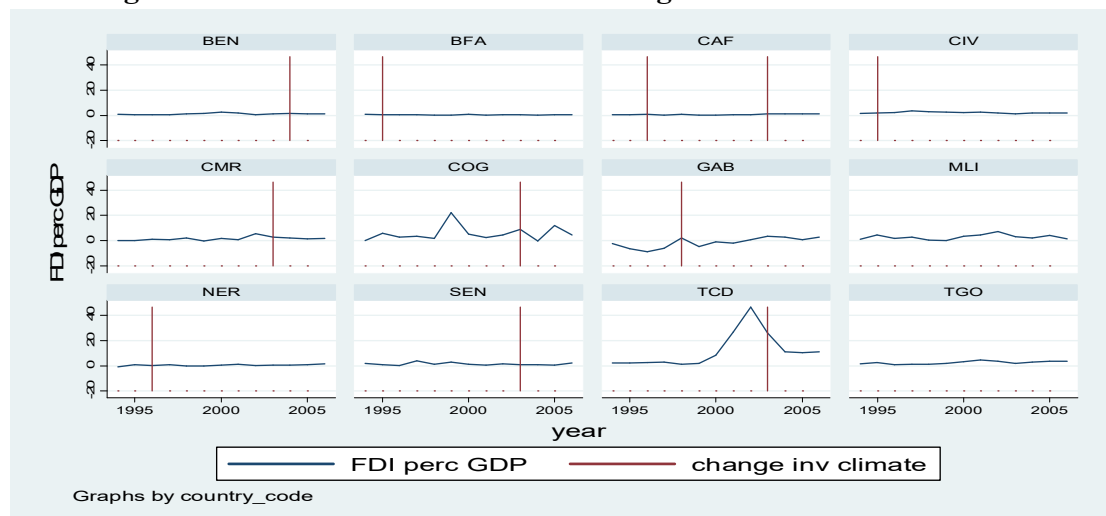 BEN BFA CAF CIV
40
20
0
-20
CMR COG GAB MLI
40
20
0
-20
NER SEN TCD TGO
40
20
0
-20
1995 2000 2005 1995 2000 2005 1995 2000 2005 1995 2000 2005
FDI perc GDP
year
FDI perc GDP change inv climate
Graphs by country_code